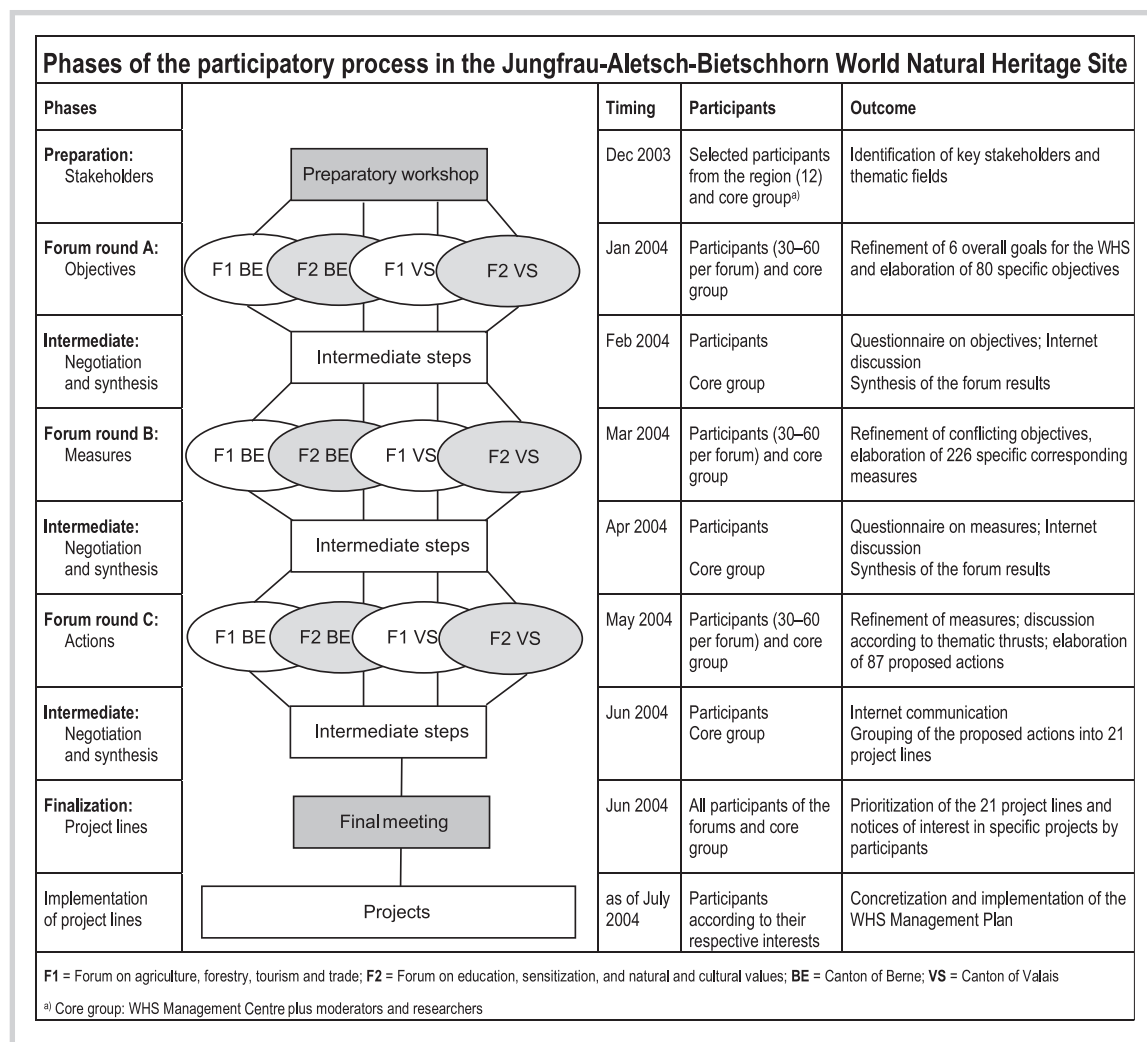 Phases of the participatory process in the Jungfrau-Aletsch-Bietschhorn World Natural Heritage Site
Phases
Timing
Participants
Outcome
Preparation:
Stakeholders
Preparatory workshop
Dec 2003
Selected participants
from the region (12)
and core groupa)
Identification of key stakeholders and
thematic fields
Forum round A:
Objectives
F1 BE
F2 BE
F1 VS
F2 VS
Jan 2004
Participants (30–60
per forum) and core
group
Refinement of 6 overall goals for the WHS
and elaboration of 80 specific objectives
Intermediate:
Negotiation
and synthesis
Intermediate steps
Feb 2004
Participants
Core group
Questionnaire on objectives; Internet
discussion
Synthesis of the forum results
Forum round B:
Measures
F1 BE
F2 BE
F1 VS
F2 VS
Mar 2004
Participants (30–60
per forum) and core
group
Refinement of conflicting objectives,
elaboration of 226 specific corresponding
measures
Intermediate:
Negotiation
and synthesis
Intermediate steps
Apr 2004
Participants
Core group
Questionnaire on measures; Internet
discussion
Synthesis of the forum results
Forum round C:
Actions
F1 BE
F2 BE
F1 VS
F2 VS
May 2004
Participants (30–60
per forum) and core
group
Refinement of measures; discussion
according to thematic thrusts; elaboration
of 87 proposed actions
Intermediate:
Negotiation
and synthesis
Intermediate steps
Jun 2004
Participants
Core group
Internet communication
Grouping of the proposed actions into 21
project lines
Finalization:
Project lines
Final meeting
Jun 2004
All participants of the
forums and core
group
Prioritization of the 21 project lines and
notices of interest in specific projects by
participants
Implementation
of project lines
Projects
as of July
2004
Participants
according to their
respective interests
Concretization and implementation of the
WHS Management Plan
F1 = Forum on agriculture, forestry, tourism and trade; F2 = Forum on education, sensitization, and natural and cultural values; BE = Canton of Berne; VS = Canton of Valais
a) Core group: WHS Management Centre plus moderators and researchers